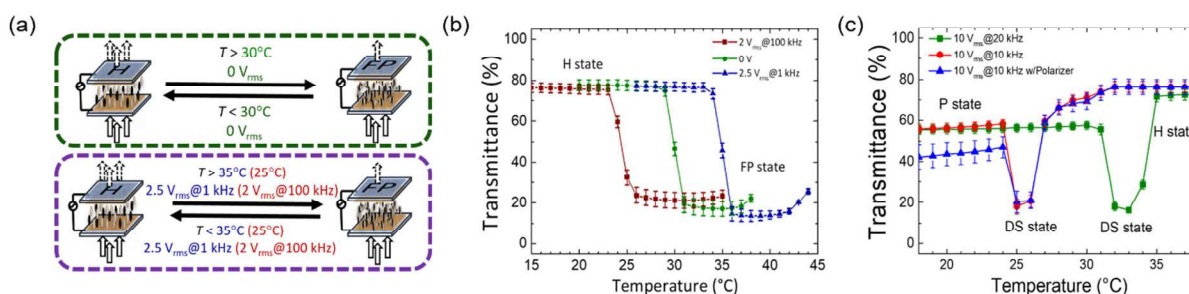 (a)
H
T > 30°C
0 Vrms
T < 30°C
0 Vrms
FP
H
T > 35°C (25°C)
2.5 Vrms@1 kHz (2 Vrms@100 kHz)
T < 35°C (25°C)
2.5 Vrms@1 kHz (2 Vrms@100 kHz)
FP
(b)
Transmittance (%)
100
80
60
40
20
0
H state
2 Vrms@100 kHz
0 V
2.5 Vrms@1 kHz
FP state
15 20 25 30 35 40 45
Temperature (°C)
(c)
Transmittance (%)
100
80
60
40
20
0
10 Vrms@20 kHz
10 Vrms@10 kHz
10 Vrms@10 kHz w/Polarizer
P state
H state
DS state
DS state
20 25 30 35
Temperature (°C)